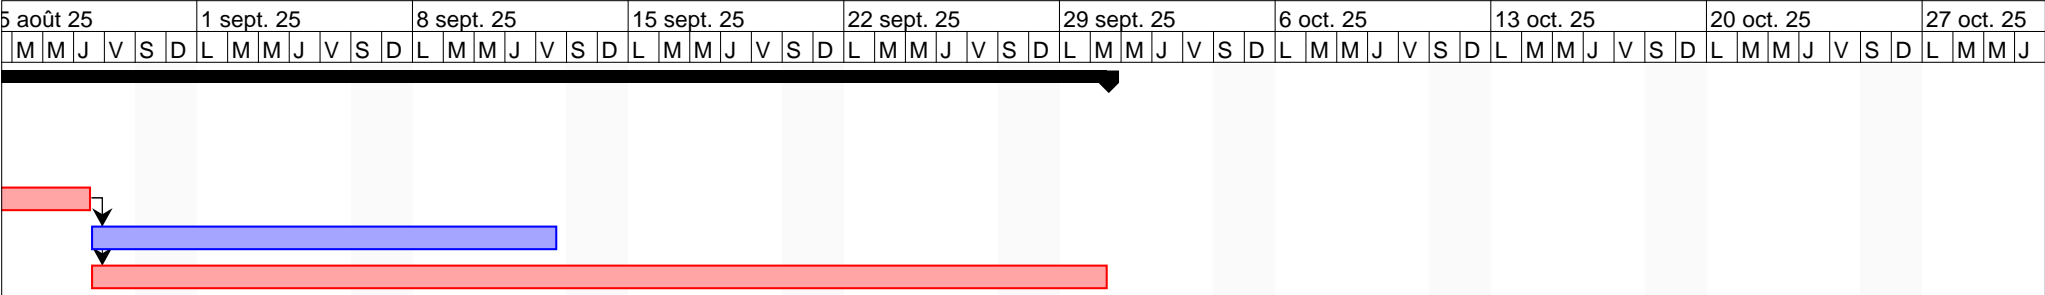 5 août 25 1 sept. 25 8 sept. 25 15 sept. 25 22 sept. 25 29 sept. 25 6 oct. 25 13 oct. 25 20 oct. 25 27 oct. 25
M M J V S D L M M J V S D L M M J V S D L M M J V S D L M M J V S D L M M J V S D L M M J V S D L M M J V S D L M M J V S D L M M J